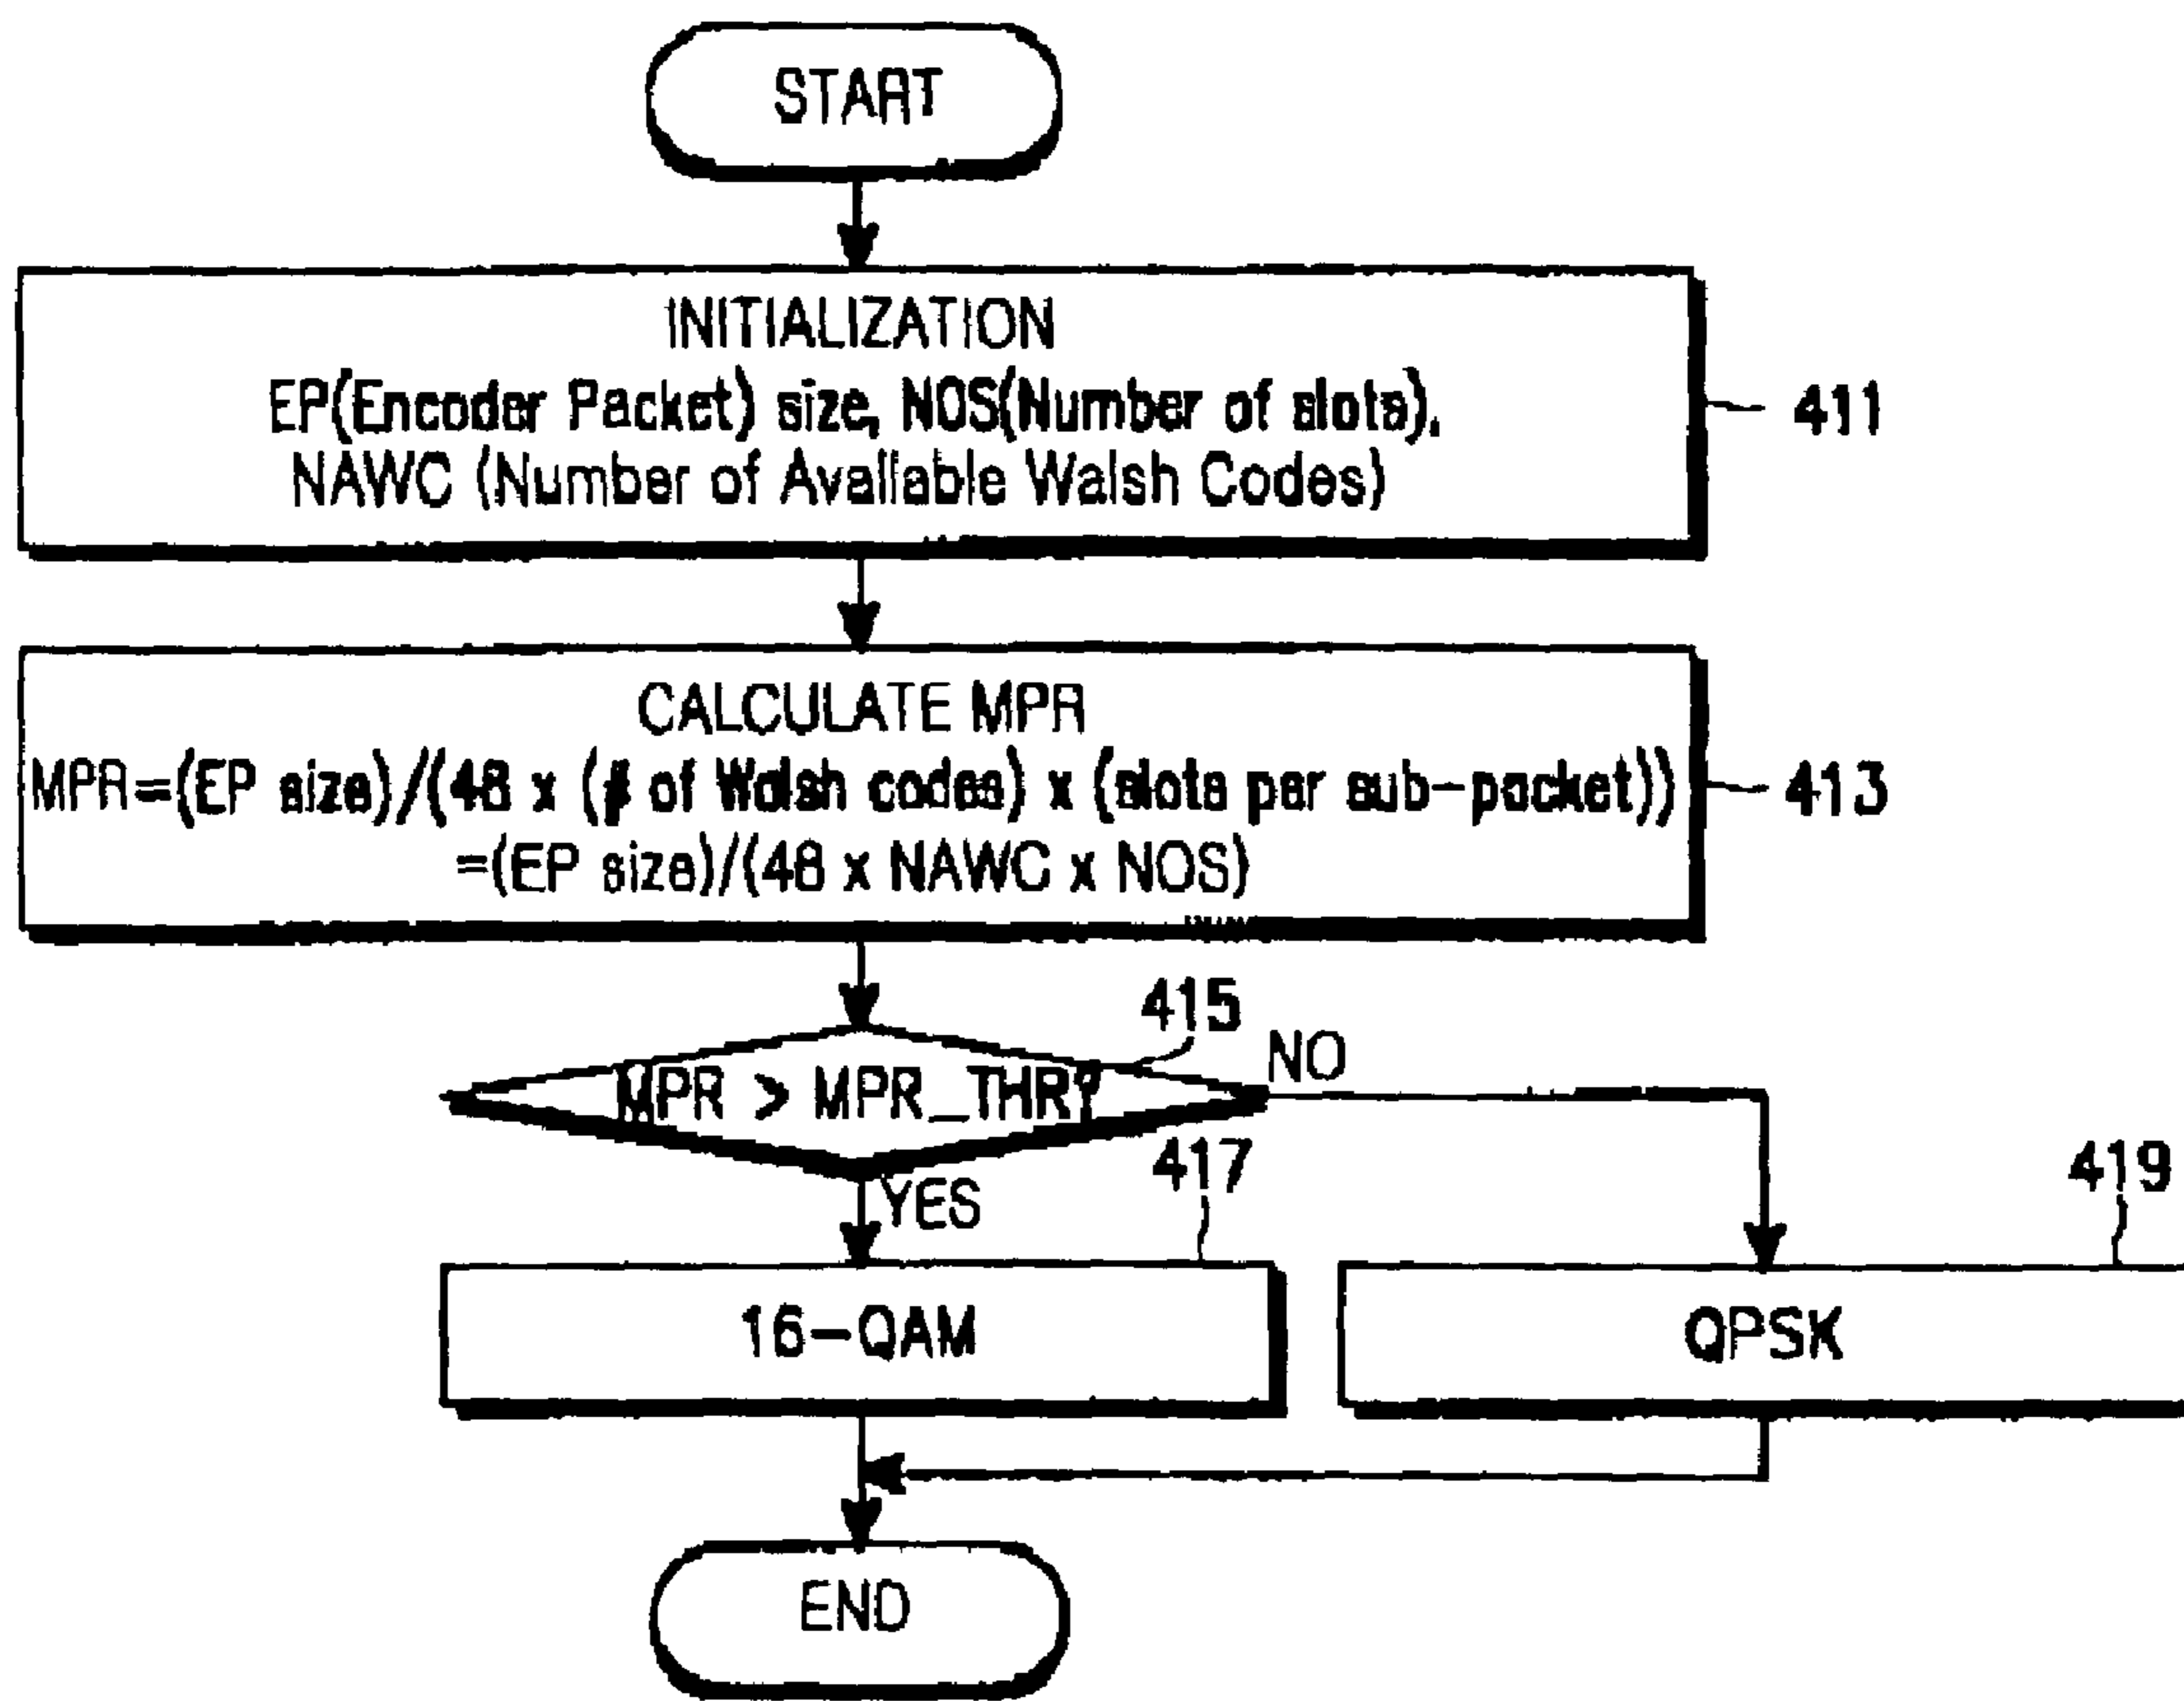 START
INITIALIZATION
EP(Encoder Packet) size, NOS(Number of slots),
NAWC (Number of Available Walsh Codes)
411
CALCULATE MPR
MPR=(EP size)/(48 x (# of Walsh codes) x (slots per sub-packet))
=(EP size)/(48 x NAWC x NOS)
413
415
MPR > MPR_THR?
NO
417
419
YES
16-QAM
QPSK
END